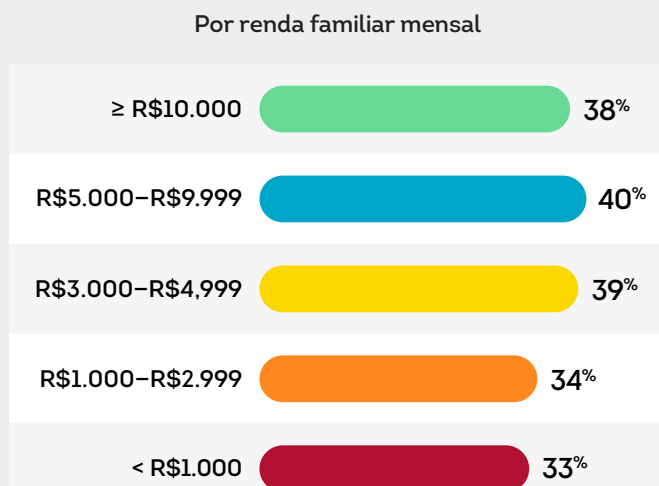 Por renda familiar mensal
≥ R$10.000 38%
R$5.000–R$9.999 40%
R$3.000–R$4,999 39%
R$1.000–R$2.999 34%
< R$1.000 33%